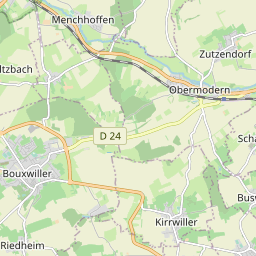 Menchhoffen
Zutzendorf
ltzbach
Obermodern
D 24
Scha
Bouxwiller
Busw
Kirrwiller
Riedheim